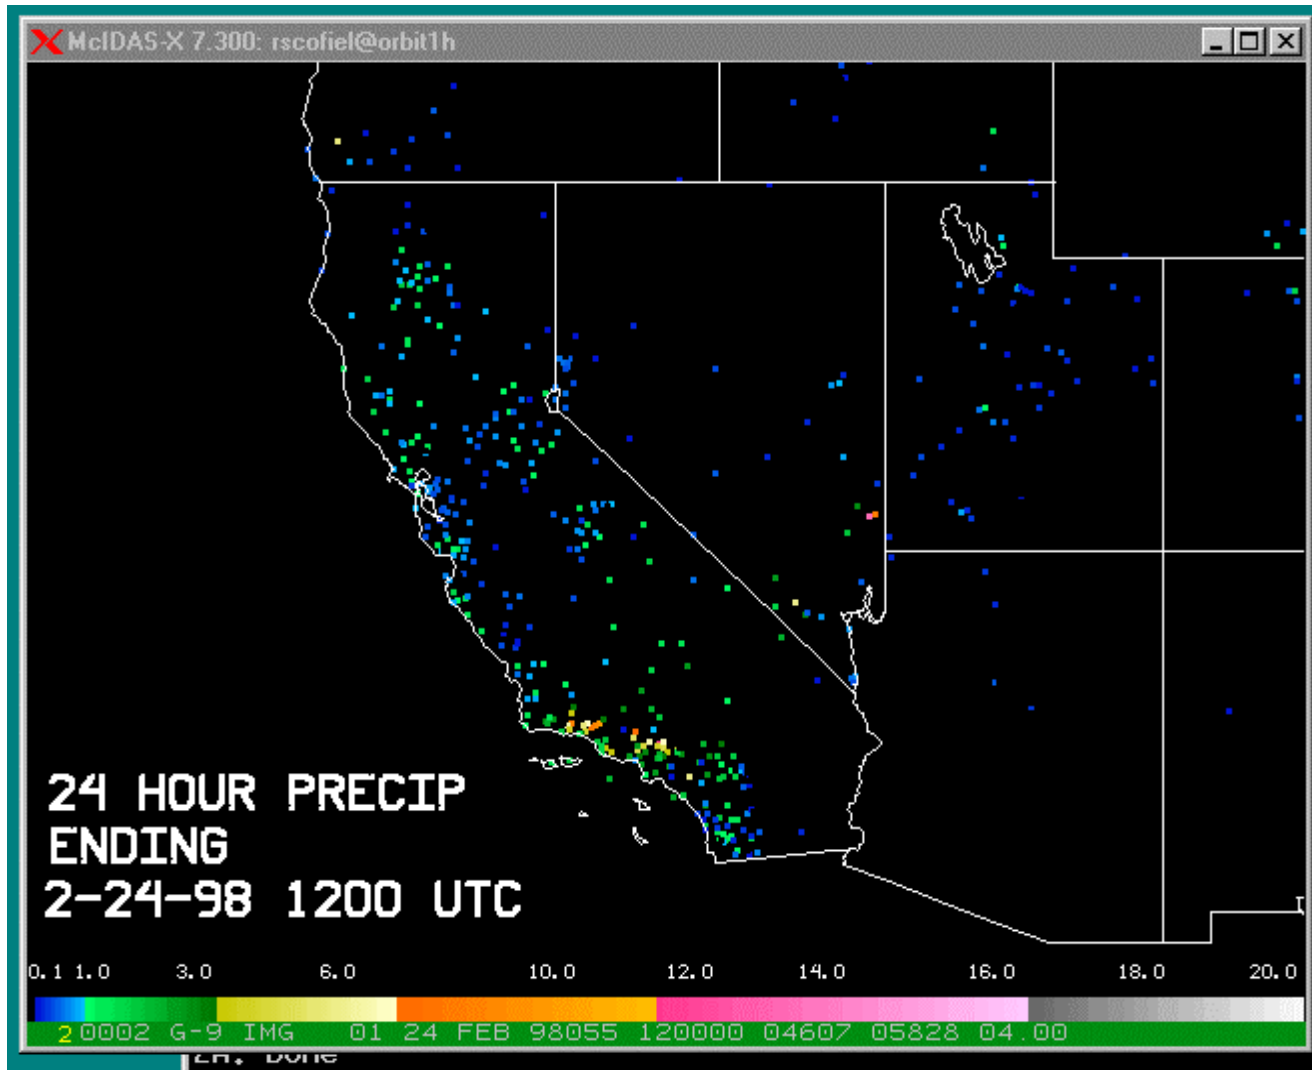 McIDAS-X 7.300: rscofiel@orbit1h
24 HOUR PRECIP
ENDING
2-24-98 1200 UTC
0.1 1.0 3.0 6.0 10.0 12.0 14.0 16.0 18.0 20.0
2 0002 G-9 IMG 01 24 FEB 98055 120000 04607 05828 04.00